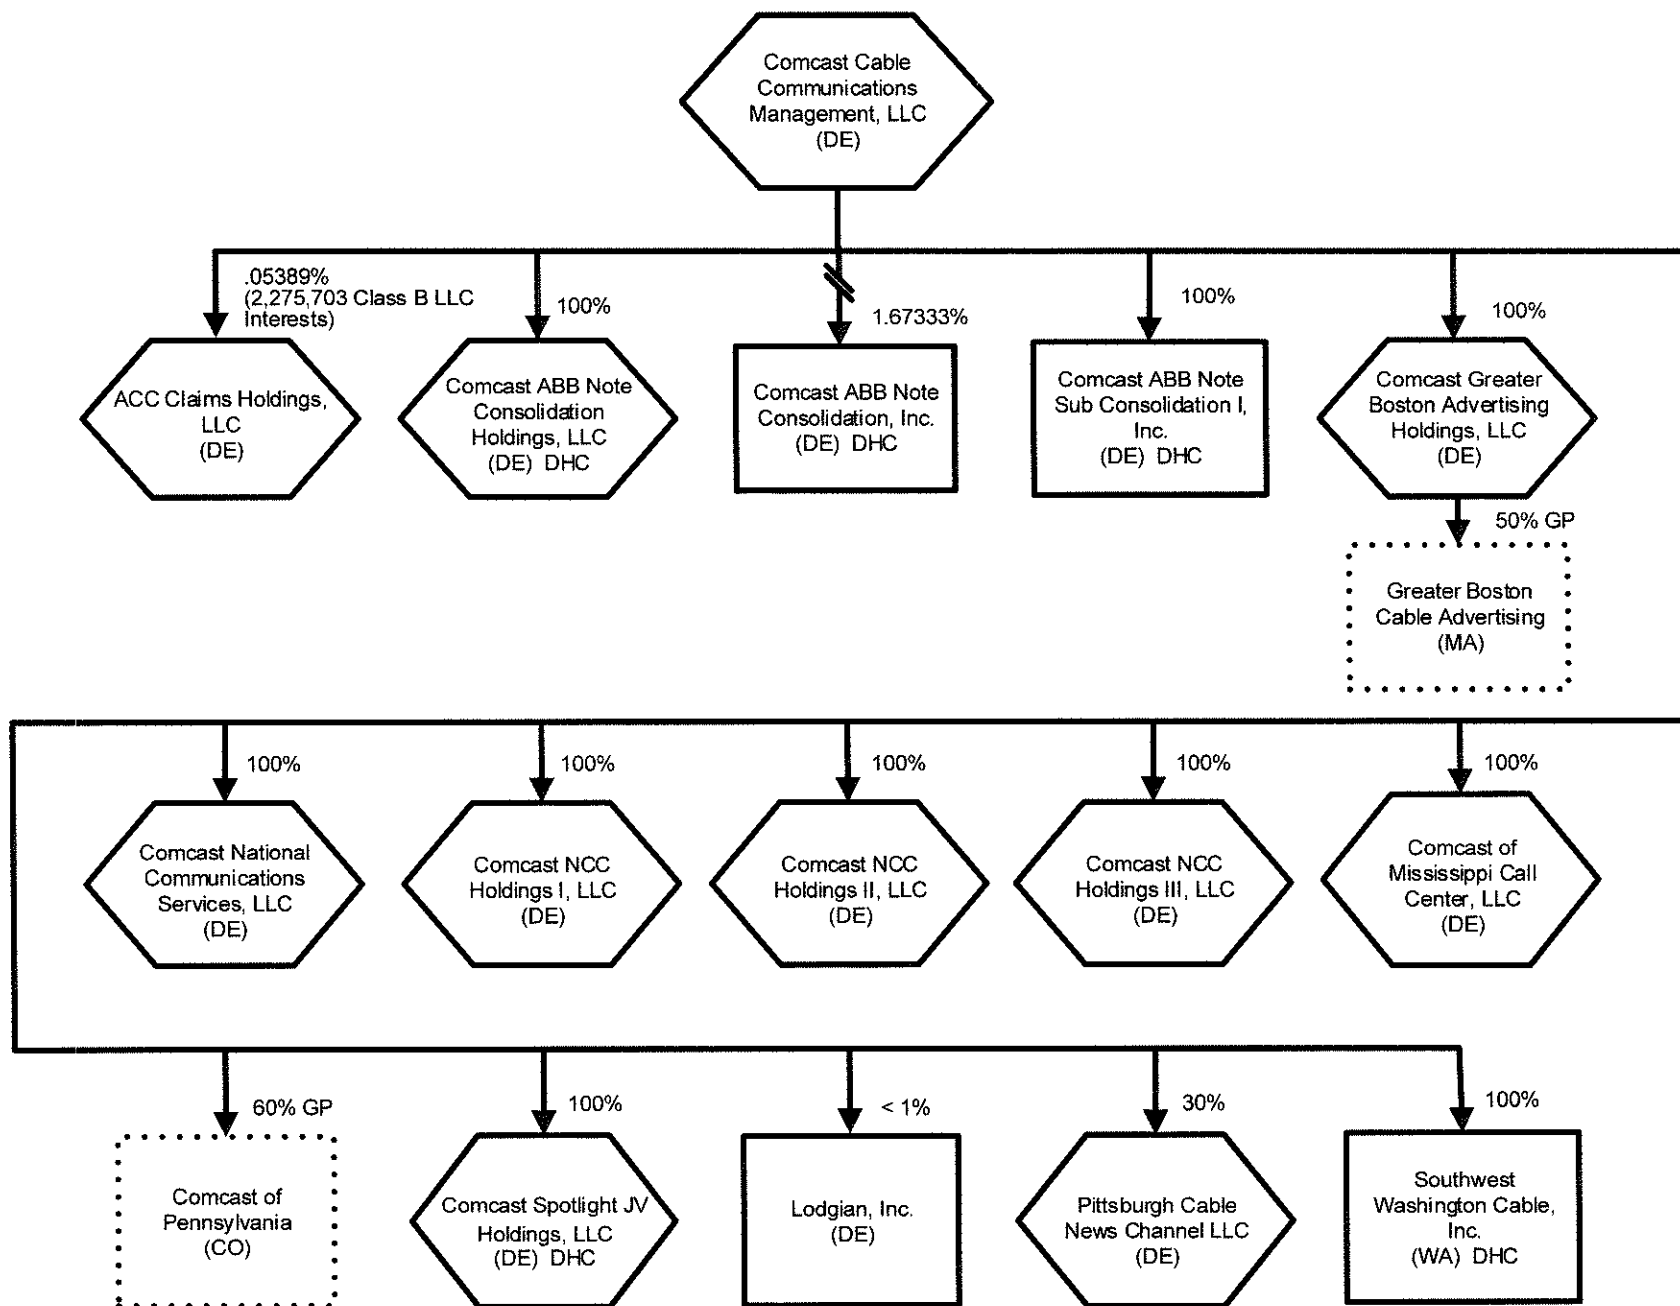 Comcast Cable
Communications
Management, LLC
(DE)
.05389%
(2,275,703 Class B LLC
Interests)
100%
1.67333%
100%
100%
ACC Claims Holdings,
LLC
(DE)
Comcast ABB Note
Consolidation
Holdings, LLC
(DE) DHC
Comcast ABB Note
Consolidation, Inc.
(DE) DHC
Comcast ABB Note
Sub Consolidation I,
Inc.
(DE) DHC
Comcast Greater
Boston Advertising
Holdings, LLC
(DE)
50% GP
Greater Boston
Cable Advertising
(MA)
100%
100%
100%
100%
100%
Comcast National
Communications
Services, LLC
(DE)
Comcast NCC
Holdings I, LLC
(DE)
Comcast NCC
Holdings II, LLC
(DE)
Comcast NCC
Holdings III, LLC
(DE)
Comcast of
Mississippi Call
Center, LLC
(DE)
60% GP
100%
< 1%
30%
100%
Comcast of
Pennsylvania
(CO)
Comcast Spotlight JV
Holdings, LLC
(DE) DHC
Lodgian, Inc.
(DE)
Pittsburgh Cable
News Channel LLC
(DE)
Southwest
Washington Cable,
Inc.
(WA) DHC